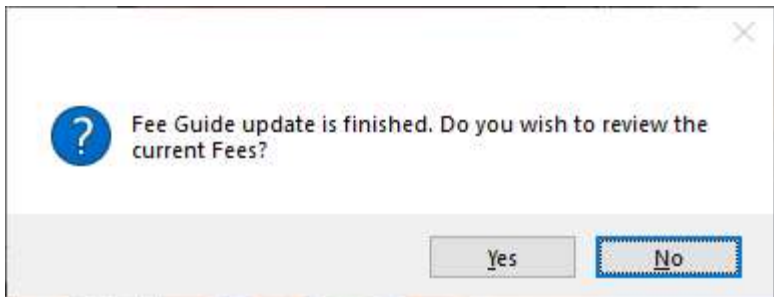 Fee Guide update is finished. Do you wish to review the
current Fees?
Yes
No